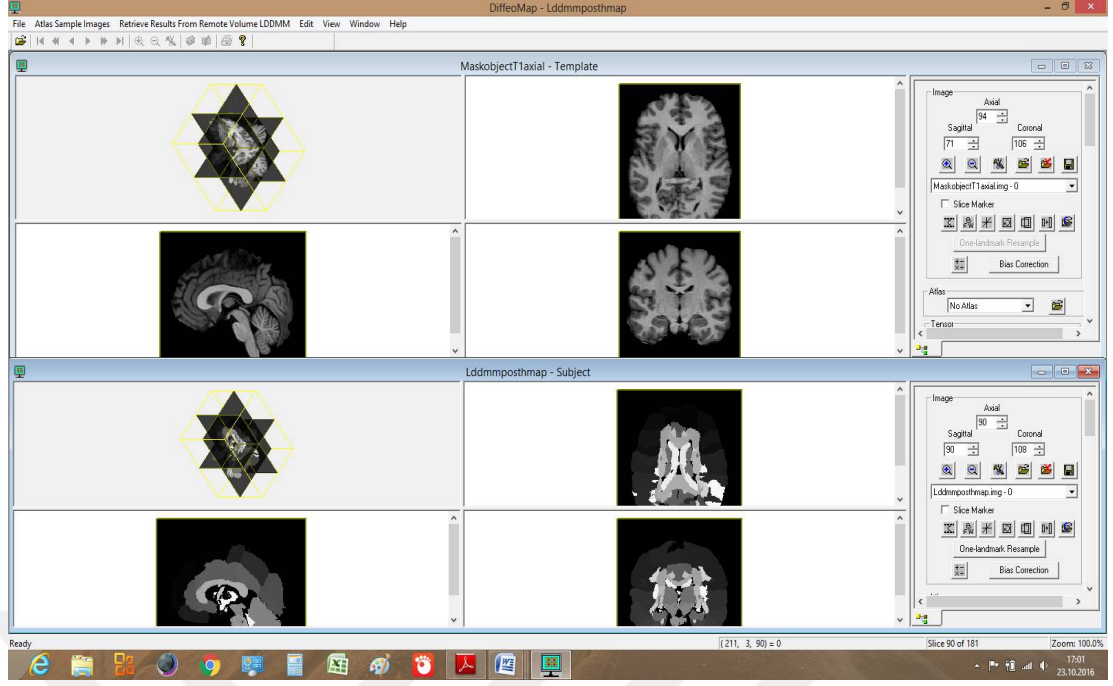 DiffeoMap - Lddmmposthmap
File Atlas Sample Images Retrieve Results From Remote Volume LDDMM Edit View Window Help
MaskobjectT1axial - Template
Image
Axial
94
Sagittal Coronal
71 106
MaskobjectT1axial.img - 0
Slice Marker
One-landmark Resample
Bias Correction
Atlas
No Atlas
Tensor
Lddmmposthmap - Subject
Image
Axial
90
Sagittal Coronal
90 108
Lddmmposthmap.img - 0
Slice Marker
One-landmark Resample
Bias Correction
Ready ( 211, 3, 90) = 0 Slice 90 of 181 Zoom: 100.0%
17:01
23.10.2016